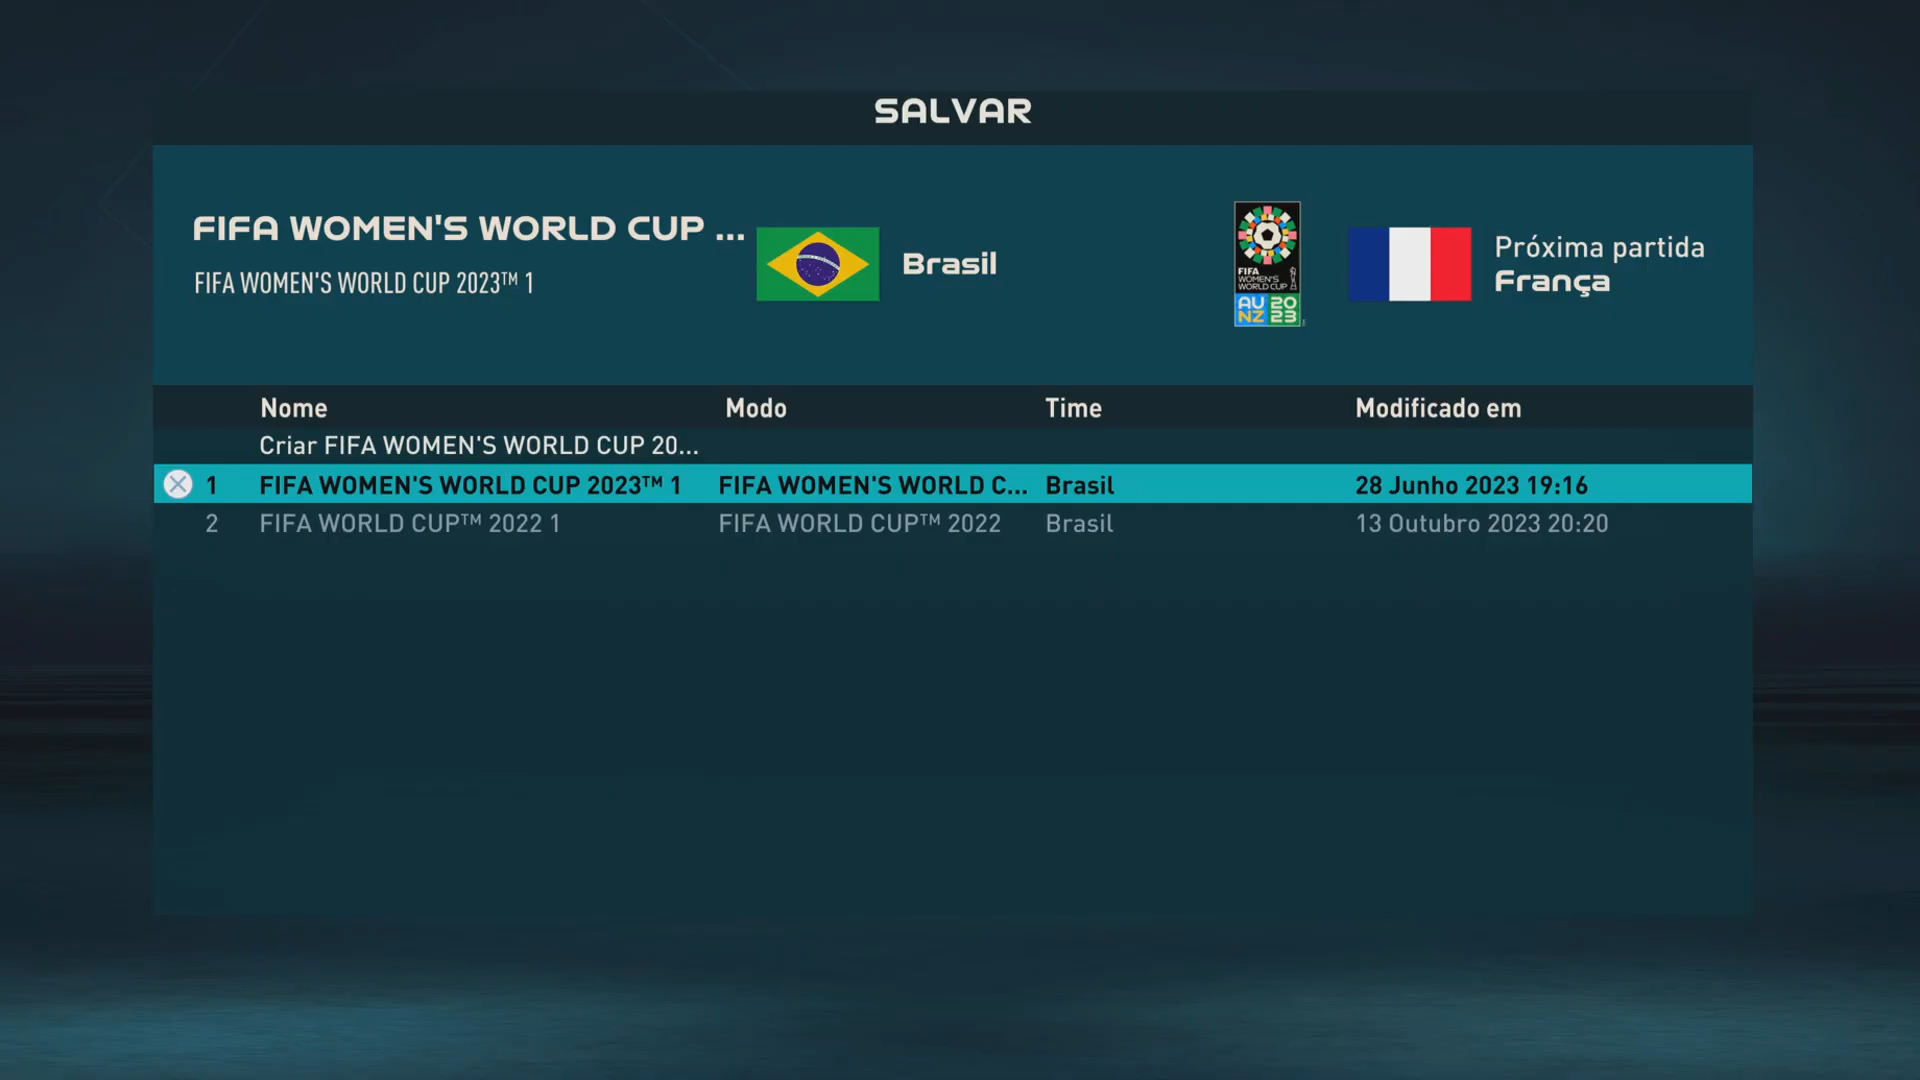 SALVAR
FIFA WOMEN'S WORLD CUP ...
FIFA WOMEN'S WORLD CUP 2023™ 1
Brasil
FIFA
WOMEN'S
WORLD CUP
AU 20
NZ 23
Próxima partida
França
Nome Modo Time Modificado em
Criar FIFA WOMEN'S WORLD CUP 20...
1 FIFA WOMEN'S WORLD CUP 2023™ 1 FIFA WOMEN'S WORLD C... Brasil 28 Junho 2023 19:16
2 FIFA WORLD CUP™ 2022 1 FIFA WORLD CUP™ 2022 Brasil 13 Outubro 2023 20:20